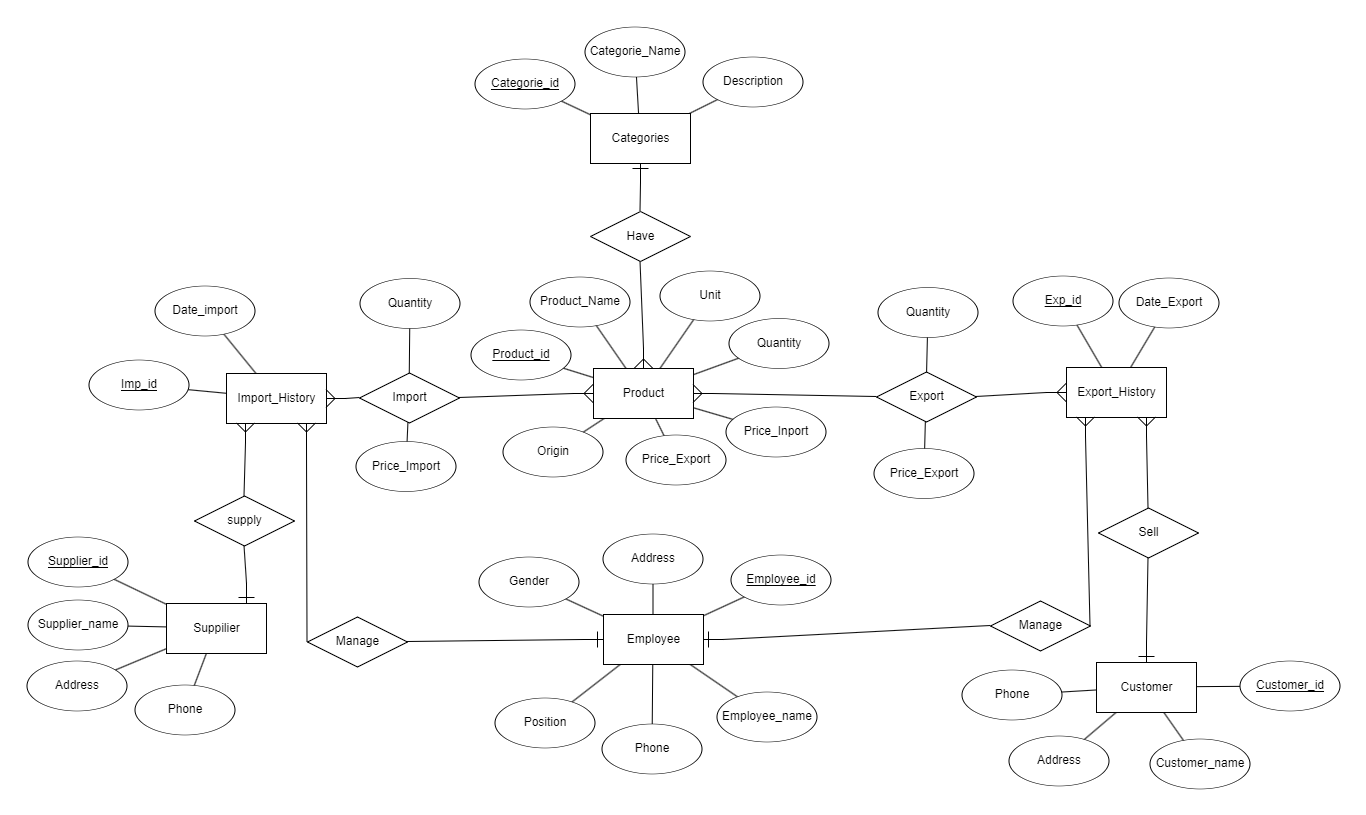 Categorie_Name
Categorie_id
Description
Categories
Have
Date_import
Quantity
Product_Name
Unit
Quantity
Exp_id
Date_Export
Product_id
Quantity
Imp_id
Import_History
Import
Product
Export
Export_History
Origin
Price_Export
Price_Inport
Price_Import
Price_Export
supply
Sell
Supplier_id
Gender
Address
Employee_id
Supplier_name
Suppilier
Manage
Employee
Manage
Address
Phone
Position
Phone
Employee_name
Phone
Customer
Customer_id
Address
Customer_name